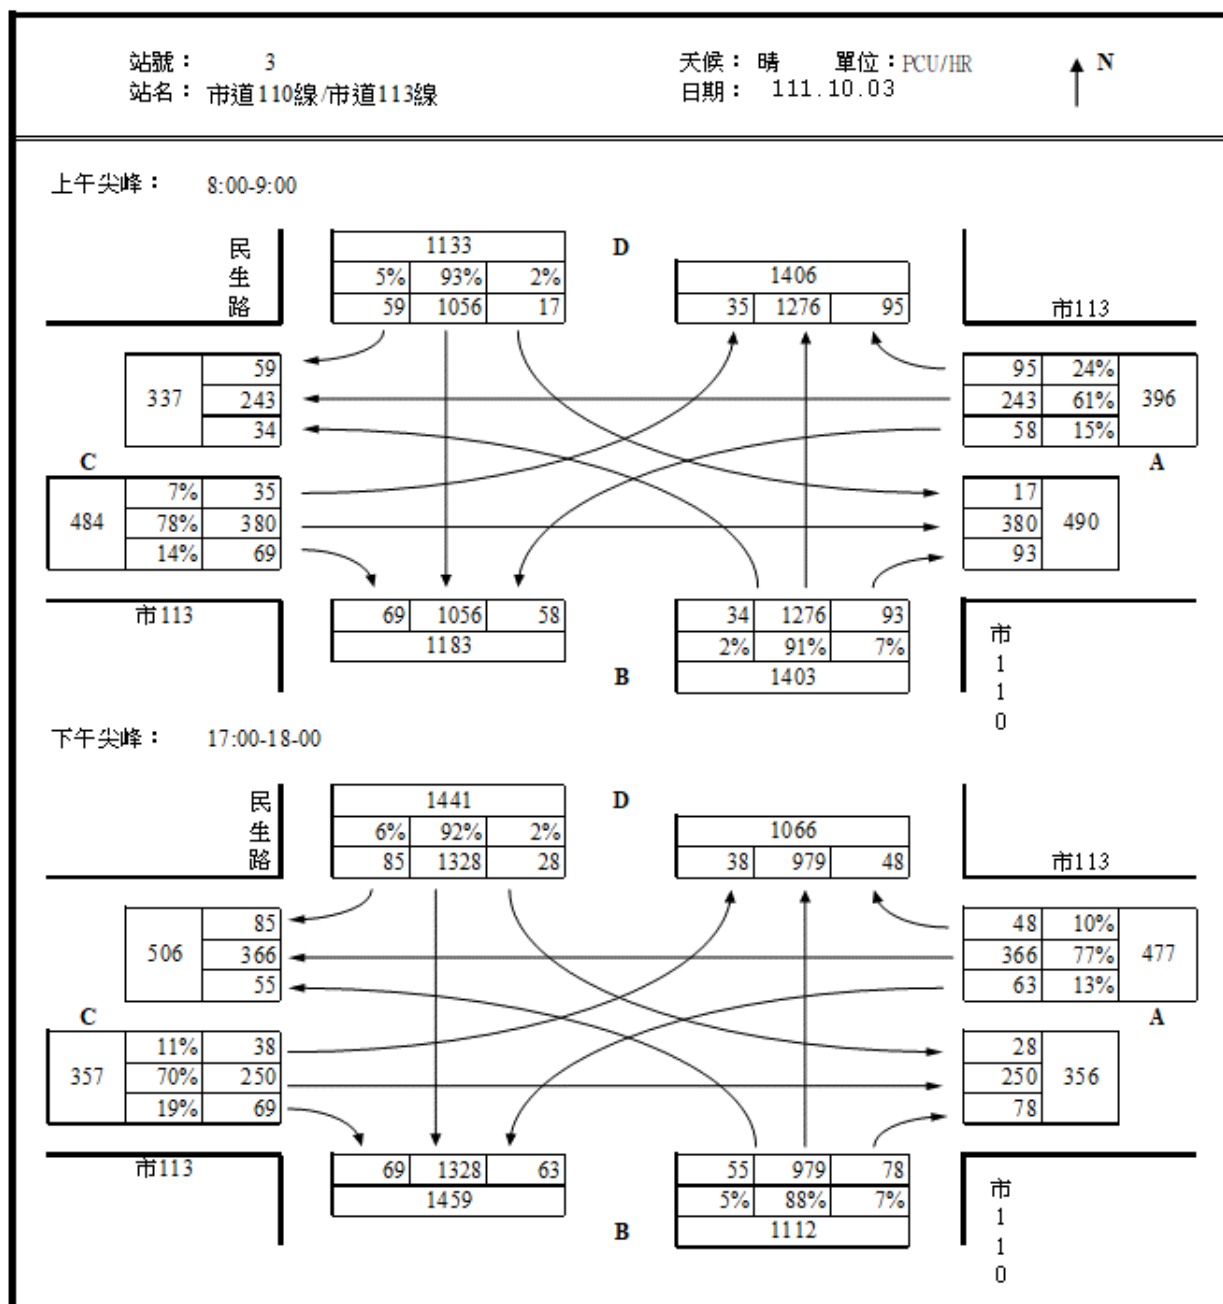 站號： 3 天候： 晴 單位：PCU/HR N
站名： 市道110線/市道113線 日期： 111.10.03
上午尖峰： 8:00-9:00
民生路 1133 D
5% 93% 2% 1406
59 1056 17 35 1276 95 市113
59 95 24%
337 243 243 61% 396
34 58 15%
C A
7% 35 17
484 78% 380 380 490
14% 69 93
市113 69 1056 58 34 1276 93 市110
1183 2% 91% 7%
B 1403
下午尖峰： 17:00-18-00
民生路 1441 D
6% 92% 2% 1066
85 1328 28 38 979 48 市113
85 48 10%
506 366 366 77% 477
55 63 13%
C A
11% 38 28
357 70% 250 250 356
19% 69 78
市113 69 1328 63 55 979 78 市110
1459 5% 88% 7%
B 1112